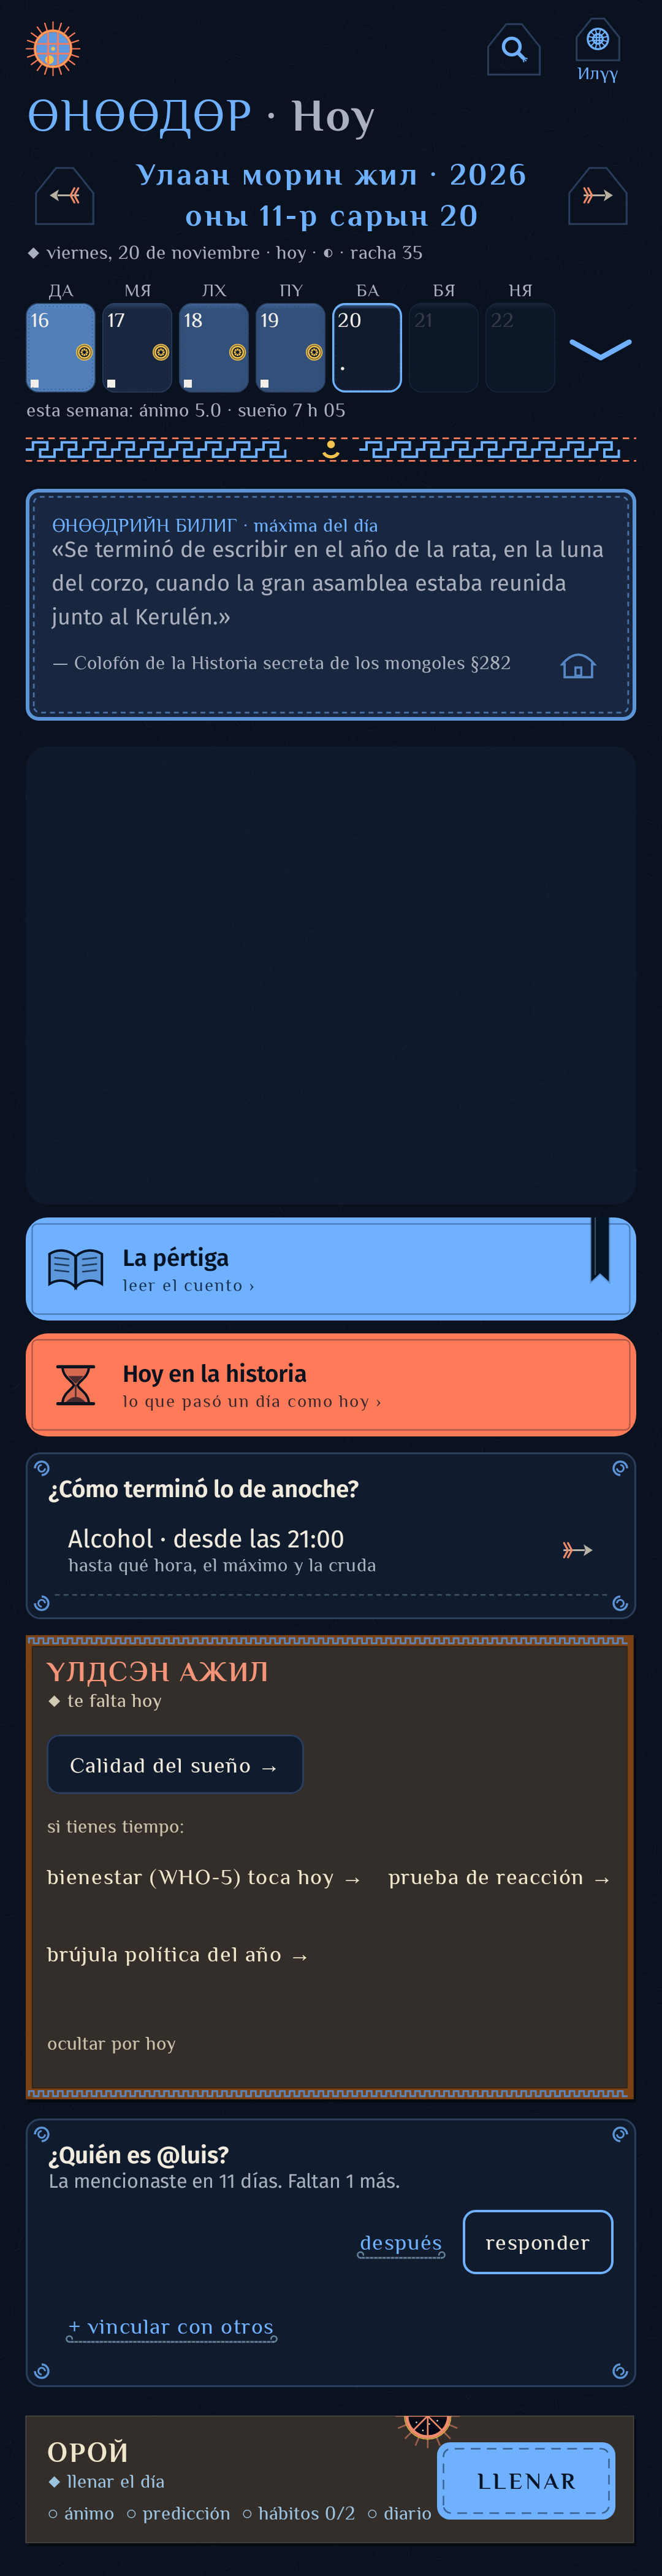 Илүү
ӨНӨӨДӨР · Hoy
Улаан морин жил · 2026
оны 11-р сарын 20
◆ viernes, 20 de noviembre · hoy · ◐ · racha 35
ДА МЯ ЛХ ПҮ БА БЯ НЯ
16 17 18 19 20 21 22
esta semana: ánimo 5.0 · sueño 7 h 05
ӨНӨӨДРИЙН БИЛИГ · máxima del día
«Se terminó de escribir en el año de la rata, en la luna
del corzo, cuando la gran asamblea estaba reunida
junto al Kerulén.»
— Colofón de la Historia secreta de los mongoles §282
La pértiga
leer el cuento ›
Hoy en la historia
lo que pasó un día como hoy ›
¿Cómo terminó lo de anoche?
Alcohol · desde las 21:00
hasta qué hora, el máximo y la cruda
ҮЛДСЭН АЖИЛ
◆ te falta hoy
Calidad del sueño →
si tienes tiempo:
bienestar (WHO-5) toca hoy → prueba de reacción →
brújula política del año →
ocultar por hoy
¿Quién es @luis?
La mencionaste en 11 días. Faltan 1 más.
después responder
+ vincular con otros
ОРОЙ
◆ llenar el día
○ ánimo ○ predicción ○ hábitos 0/2 ○ diario
LLENAR